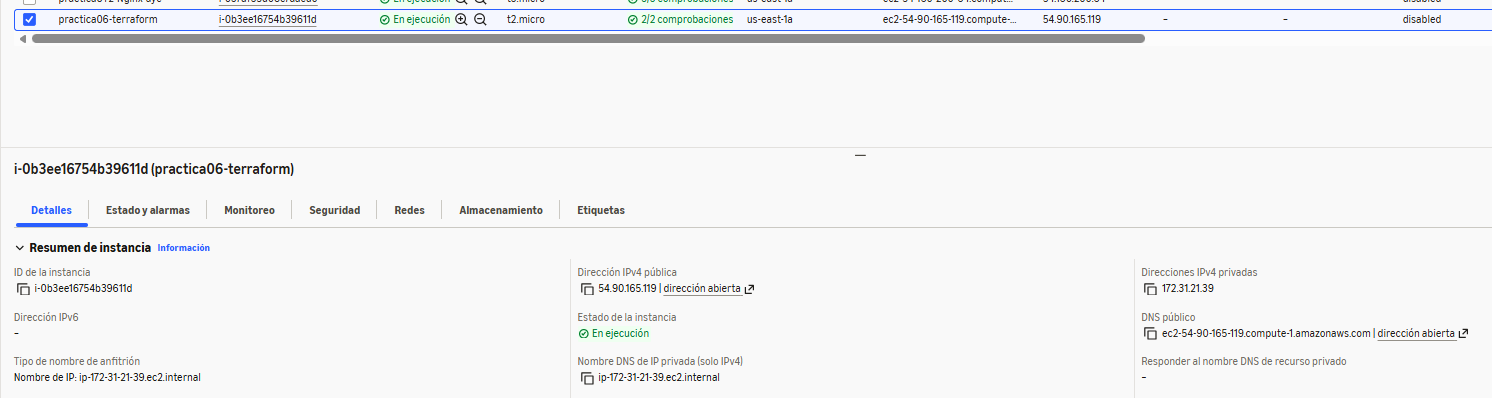 practica06-terraform i-0b3ee16754b39611d En ejecución t2.micro 2/2 comprobaciones us-east-1a ec2-54-90-165-119.compute-... 54.90.165.119 – – disabled
i-0b3ee16754b39611d (practica06-terraform)
Detalles Estado y alarmas Monitoreo Seguridad Redes Almacenamiento Etiquetas
Resumen de instancia Información
ID de la instancia
i-0b3ee16754b39611d
Dirección IPv4 pública
54.90.165.119 | dirección abierta
Direcciones IPv4 privadas
172.31.21.39
Dirección IPv6
–
Estado de la instancia
En ejecución
DNS público
ec2-54-90-165-119.compute-1.amazonaws.com | dirección abierta
Tipo de nombre de anfitrión
Nombre de IP: ip-172-31-21-39.ec2.internal
Nombre DNS de IP privada (solo IPv4)
ip-172-31-21-39.ec2.internal
Responder al nombre DNS de recurso privado
–